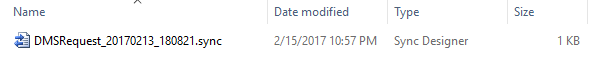 Name Date modified Type Size
DMSRequest_20170213_180821.sync 2/15/2017 10:57 PM Sync Designer 1 KB